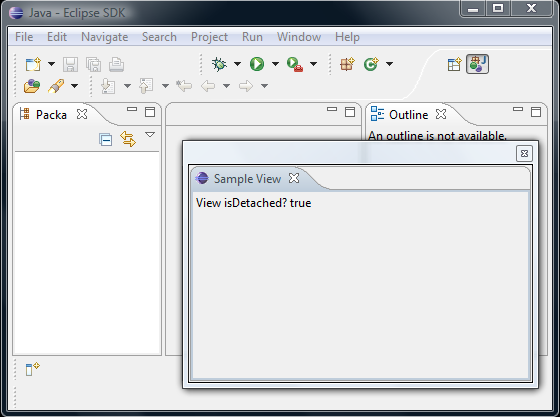 Java - Eclipse SDK
File Edit Navigate Search Project Run Window Help
Packa
Outline
An outline is not available.
Sample View
View isDetached? true